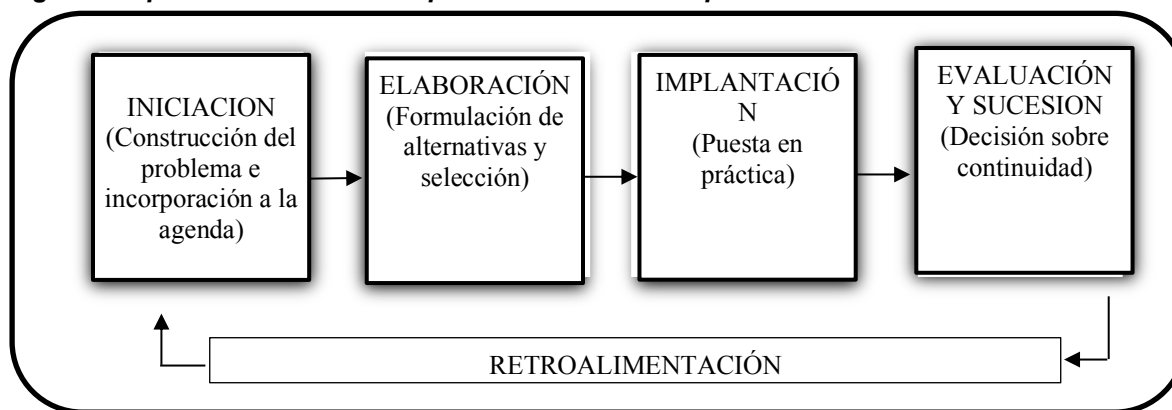 INICIACION
(Construcción del
problema e
incorporación a la
agenda)
ELABORACIÓN
(Formulación de
alternativas y
selección)
IMPLANTACIÓ
N
(Puesta en
práctica)
EVALUACIÓN
Y SUCESION
(Decisión sobre
continuidad)
RETROALIMENTACIÓN